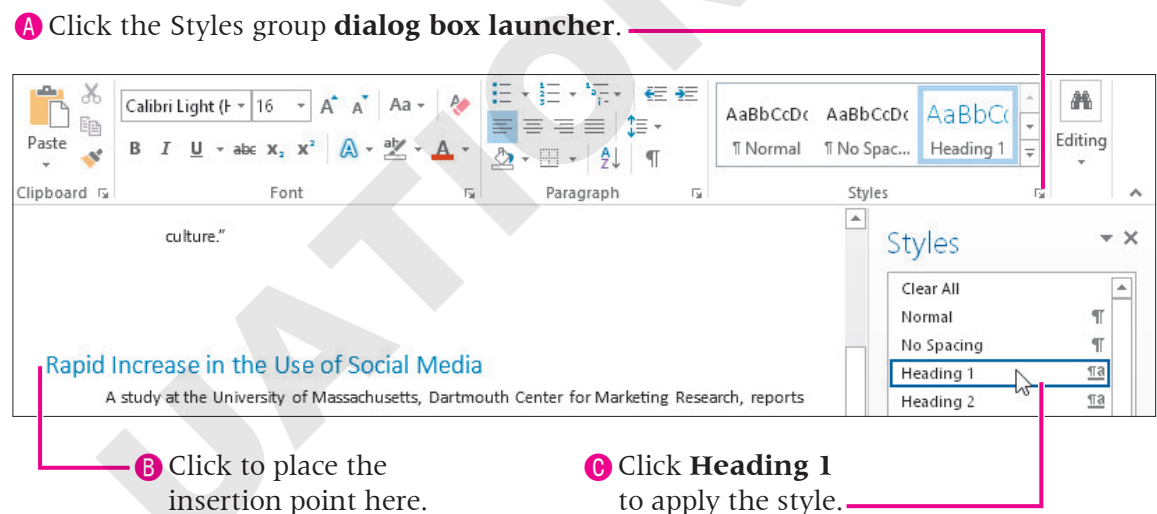 A Click the Styles group dialog box launcher.
Calibri Light (H 16 A A Aa
AaBbCcDc AaBbCcDc AaBbCc
Paste B I U abc x₂ x² A ab A A Z ¶ ¶ Normal ¶ No Spac... Heading 1 Editing
Clipboard Font Paragraph Styles
culture.”
Styles
Clear All
Normal ¶
No Spacing ¶
Rapid Increase in the Use of Social Media
Heading 1 ¶a
A study at the University of Massachusetts, Dartmouth Center for Marketing Research, reports
Heading 2 ¶a
B Click to place the
insertion point here.
C Click Heading 1
to apply the style.